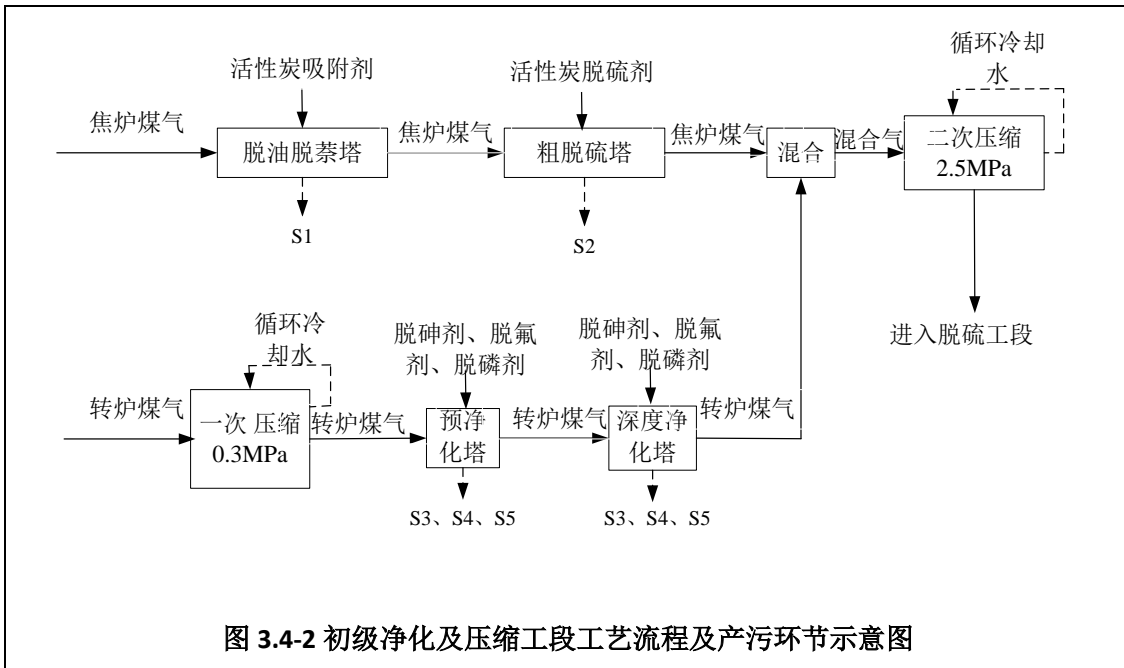 活性炭吸附剂
活性炭脱硫剂
循环冷却
水
焦炉煤气
脱油脱萘塔
焦炉煤气
粗脱硫塔
焦炉煤气
混合
混合气
二次压缩
2.5MPa
S1
S2
进入脱硫工段
循环冷
却水
脱砷剂、脱氟
剂、脱磷剂
脱砷剂、脱氟
剂、脱磷剂
转炉煤气
一次 压缩
0.3MPa
转炉煤气
预净
化塔
转炉煤气
深度净
化塔
转炉煤气
S3、S4、S5
S3、S4、S5
图 3.4-2 初级净化及压缩工段工艺流程及产污环节示意图